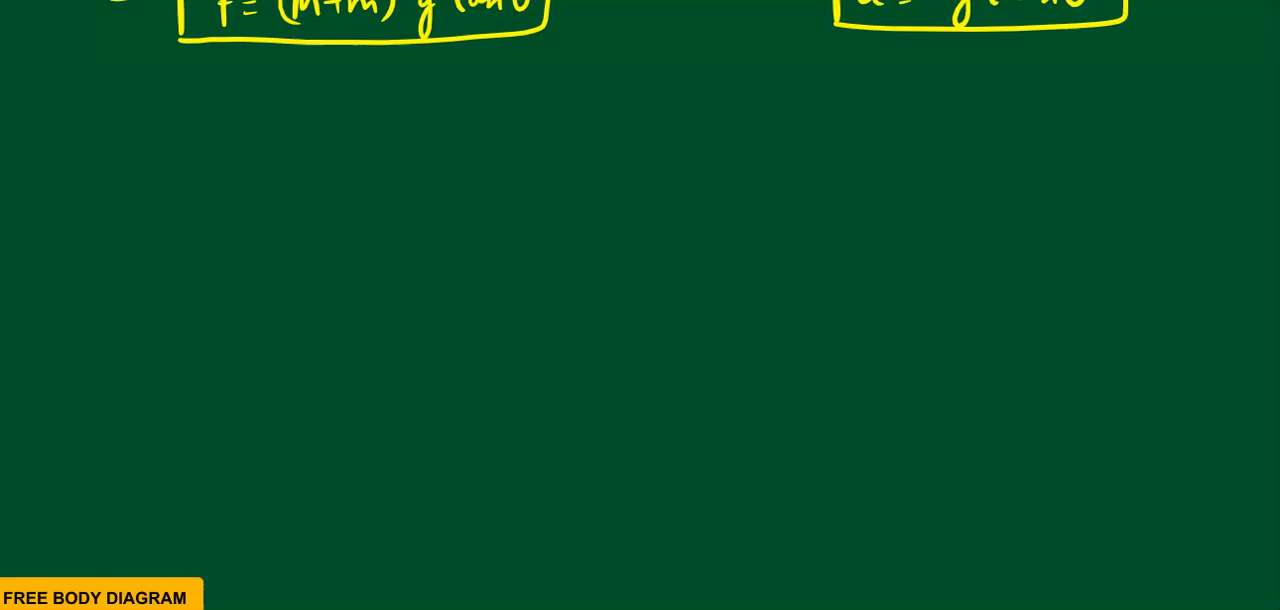 F = (M+m) g tanθ
a = g tanθ
FREE BODY DIAGRAM